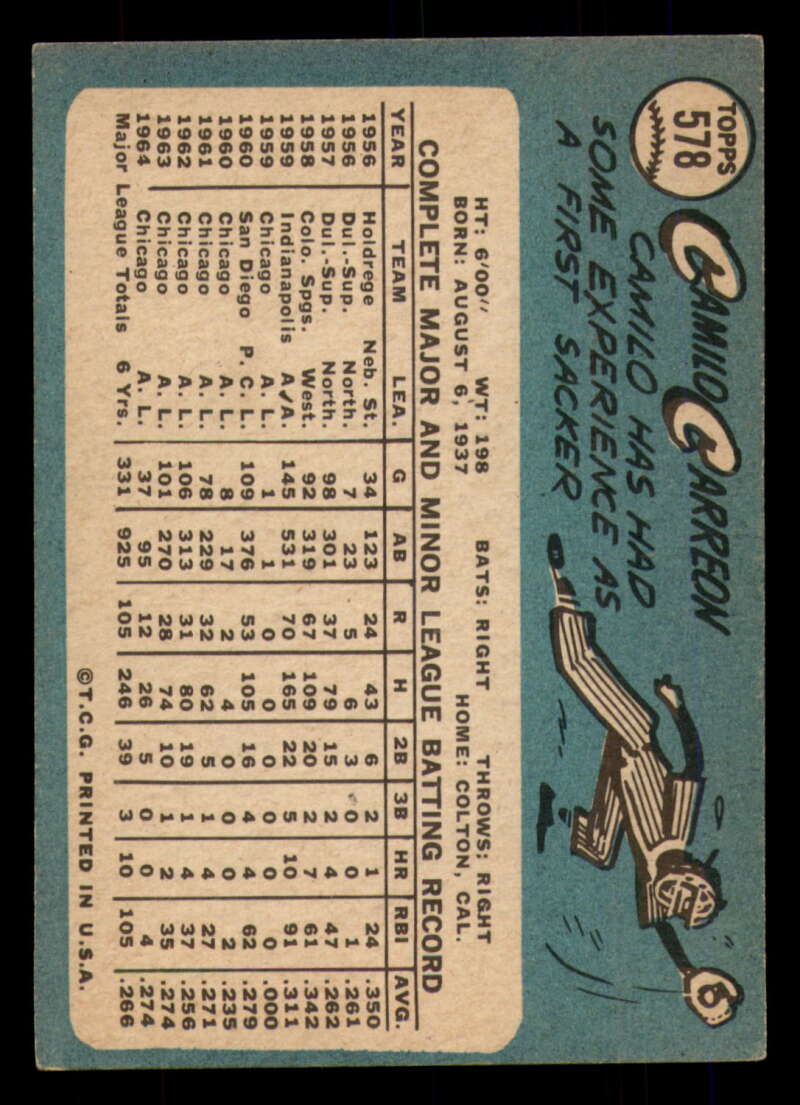 TOPPS
578
CAMILO CARREON
CAMILO HAS HAD
SOME EXPERIENCE AS
A FIRST SACKER
HT: 6'00" WT: 198 BATS: RIGHT THROWS: RIGHT
BORN: AUGUST 6, 1937 HOME: COLTON, CAL.
COMPLETE MAJOR AND MINOR LEAGUE BATTING RECORD
YEAR TEAM LEA. G AB R H 2B 3B HR RBI AVG.
1956 Holdrege Neb. St. 34 123 24 43 6 2 1 24 .350
1956 Dul.-Sup. North. 7 23 5 6 3 0 0 1 .261
1957 Dul.-Sup. North. 98 301 37 79 15 2 4 47 .262
1958 Colo. Spgs. West. 92 319 67 109 20 2 7 61 .342
1959 Indianapolis A.A. 145 531 70 165 22 5 10 91 .311
1959 Chicago A. L. 1 1 0 0 0 0 0 0 .000
1960 San Diego P. C. L. 109 376 53 105 16 4 4 62 .279
1960 Chicago A. L. 8 17 2 4 0 0 0 2 .235
1961 Chicago A. L. 78 229 32 62 5 1 4 27 .271
1962 Chicago A. L. 106 313 31 80 19 1 4 37 .256
1963 Chicago A. L. 101 270 28 74 10 1 2 35 .274
1964 Chicago A. L. 37 95 12 26 5 0 0 4 .274
Major League Totals 6 Yrs. 331 925 105 246 39 3 10 105 .266
©T.C.G. PRINTED IN U.S.A.